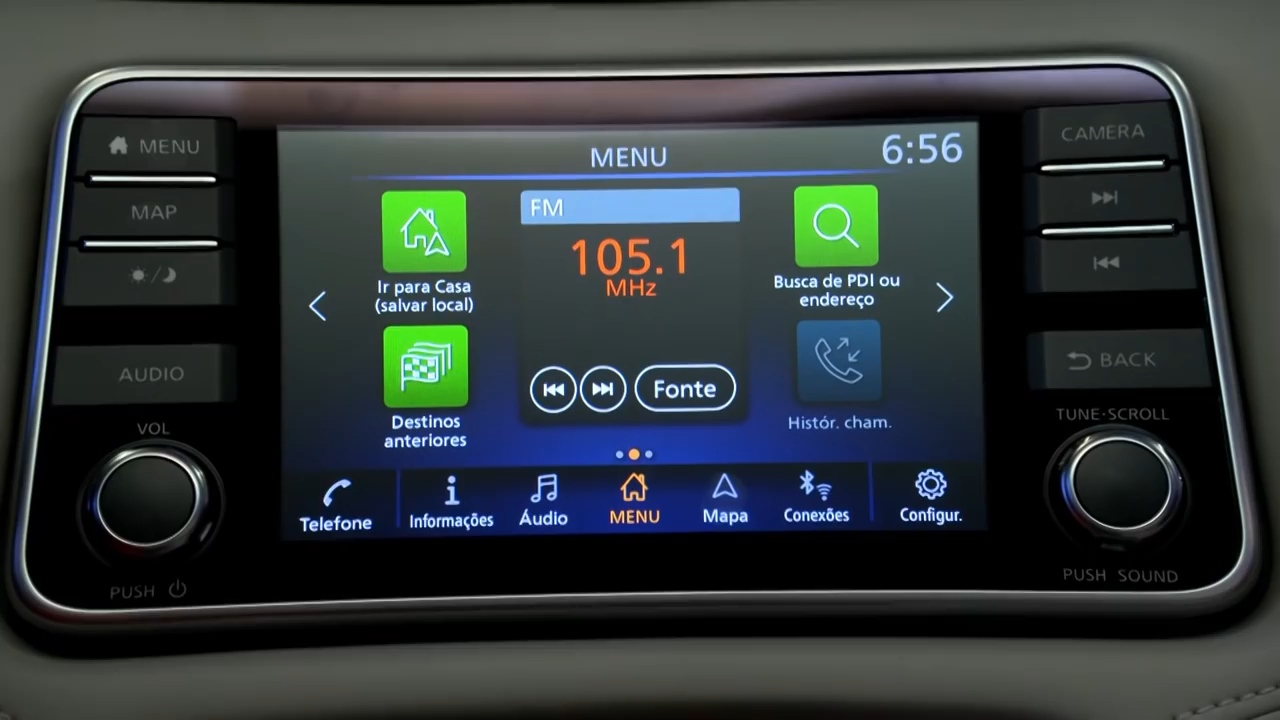 MENU
MAP
AUDIO
VOL
PUSH
MENU
6:56
Ir para Casa
(salvar local)
Destinos
anteriores
FM
105.1
MHz
Fonte
Busca de PDI ou
endereço
Histór. cham.
Telefone
Informações
Áudio
MENU
Mapa
Conexões
Configur.
CAMERA
BACK
TUNE·SCROLL
PUSH SOUND